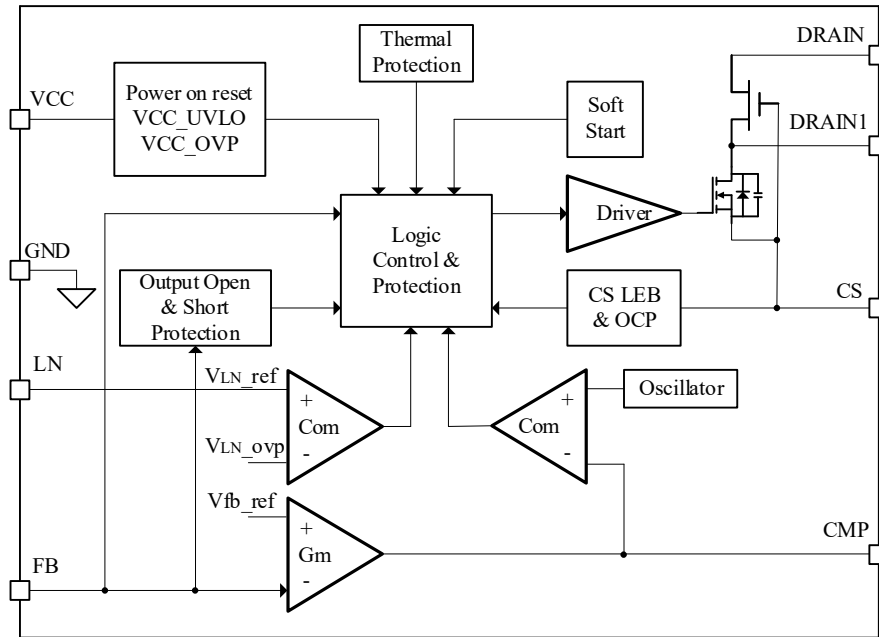 DRAIN
Thermal
Protection
VCC
Power on reset
VCC_UVLO
VCC_OVP
Soft
Start
DRAIN1
Driver
Logic
Control &
Protection
GND
Output Open
& Short
Protection
CS LEB
& OCP
CS
LN
VLN_ref
+
Com
-
VLN_ovp
+
Com
-
Oscillator
Vfb_ref
+
Gm
-
CMP
FB